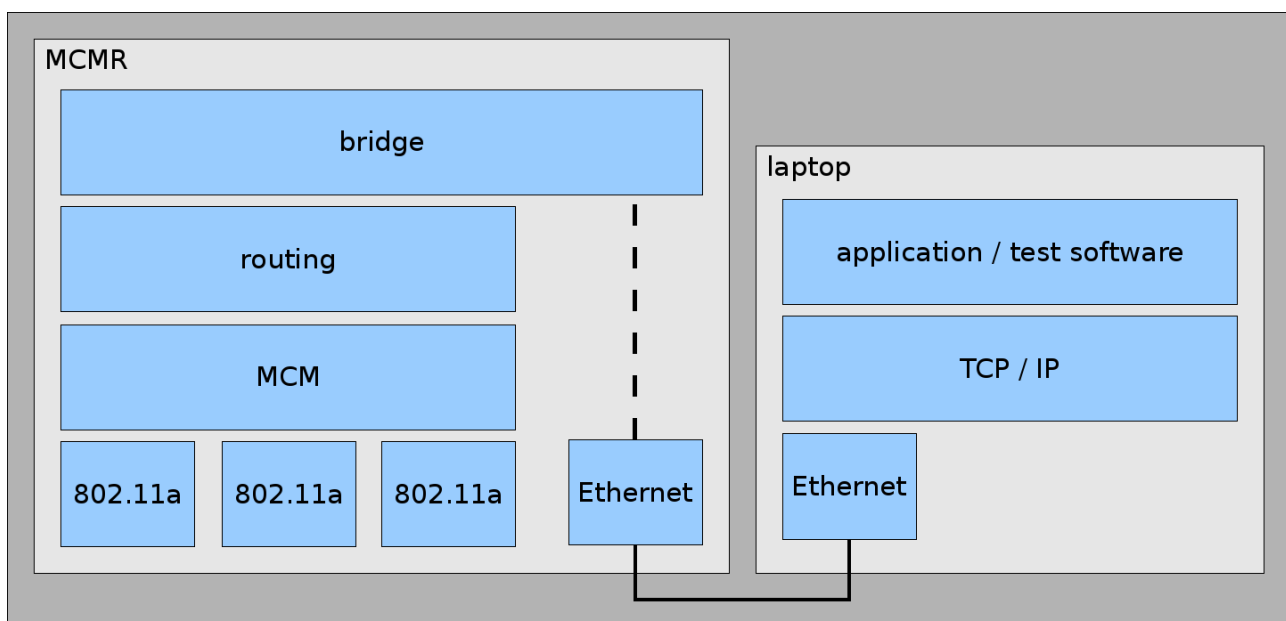 MCMR
bridge
routing
MCM
802.11a
802.11a
802.11a
Ethernet
laptop
application / test software
TCP / IP
Ethernet